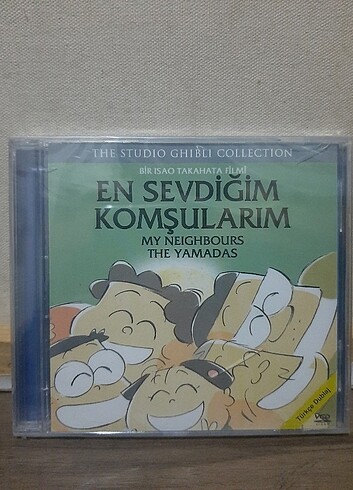 THE STUDIO GHIBLI COLLECTION
BİR ISAO TAKAHATA FİLMİ
EN SEVDİĞİM
KOMŞULARIM
MY NEIGHBOURS
THE YAMADAS
Türkçe Dublaj